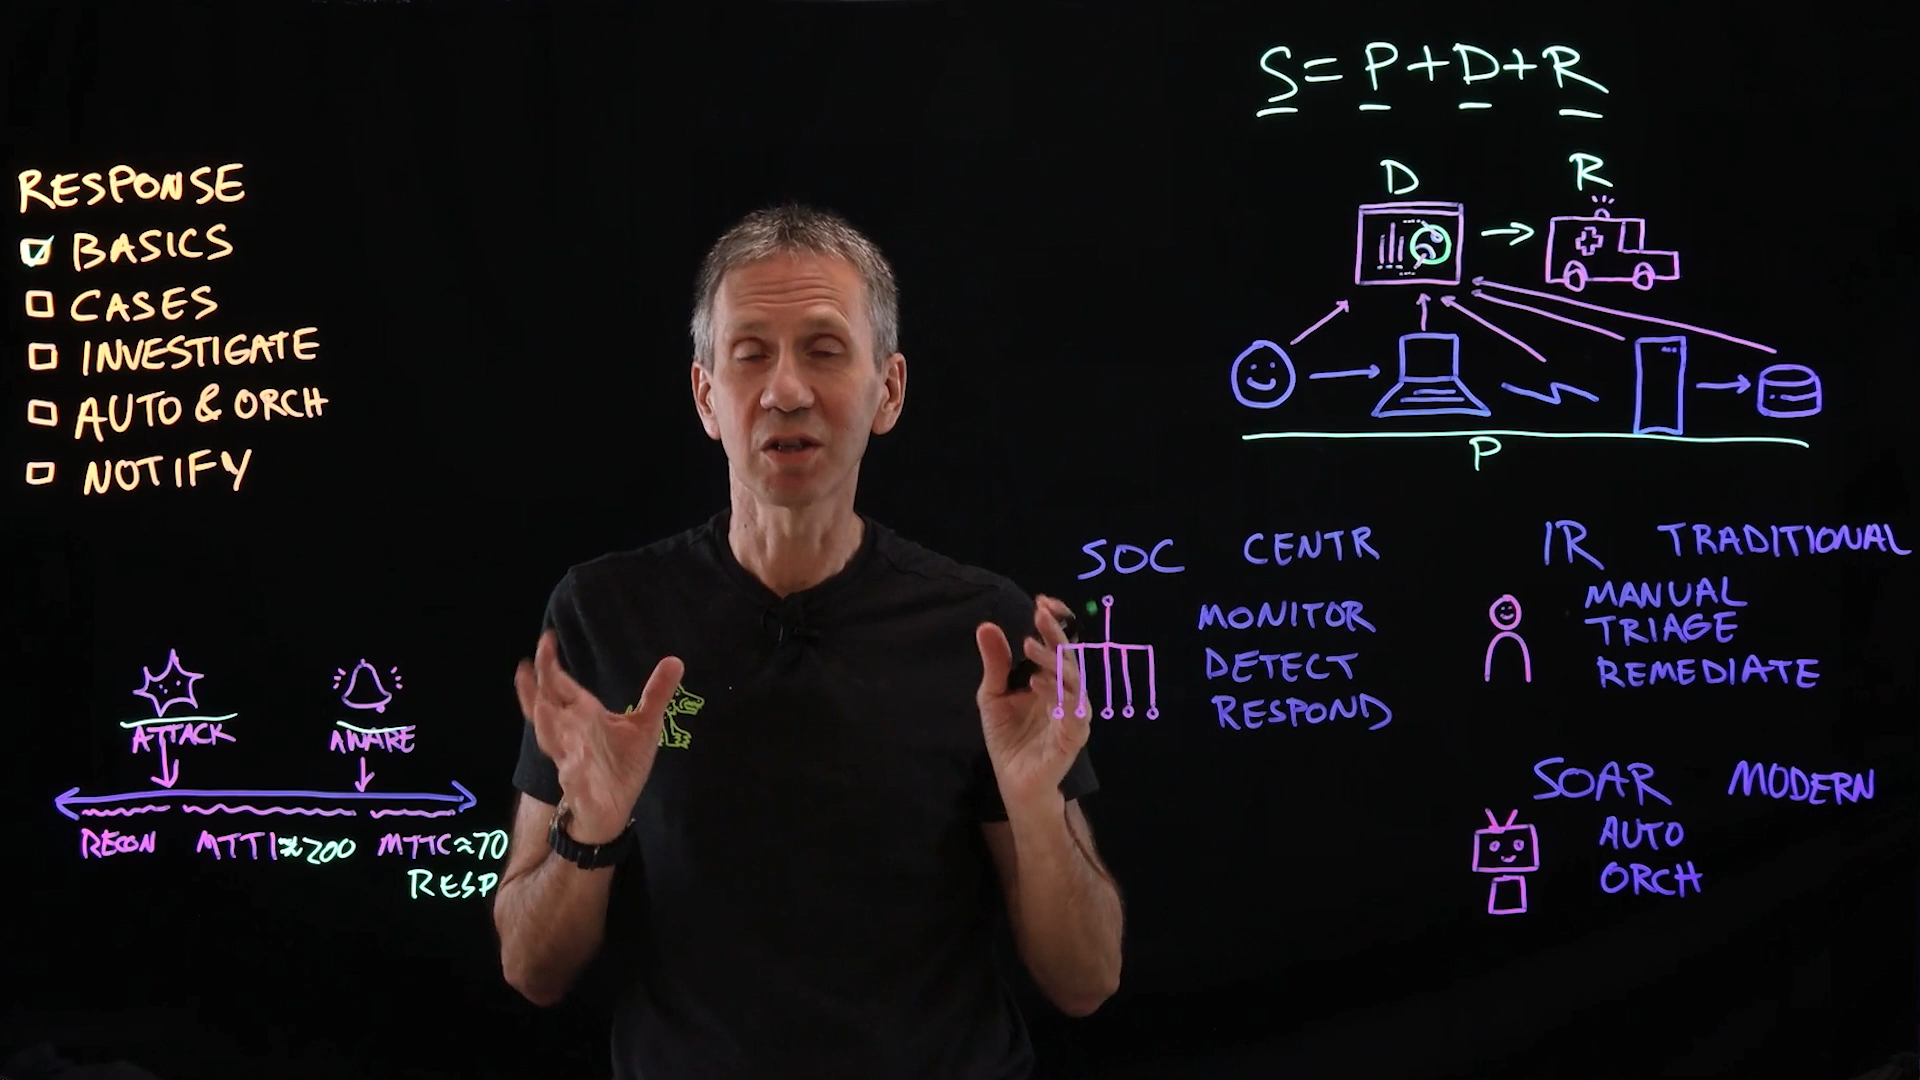 RESPONSE
BASICS
CASES
INVESTIGATE
AUTO & ORCH
NOTIFY
ATTACK
AWARE
RECON MTTI≈200 MTTC≈70
RESP
S = P + D + R
D R
P
SOC CENTR
MONITOR
DETECT
RESPOND
IR TRADITIONAL
MANUAL
TRIAGE
REMEDIATE
SOAR MODERN
AUTO
ORCH